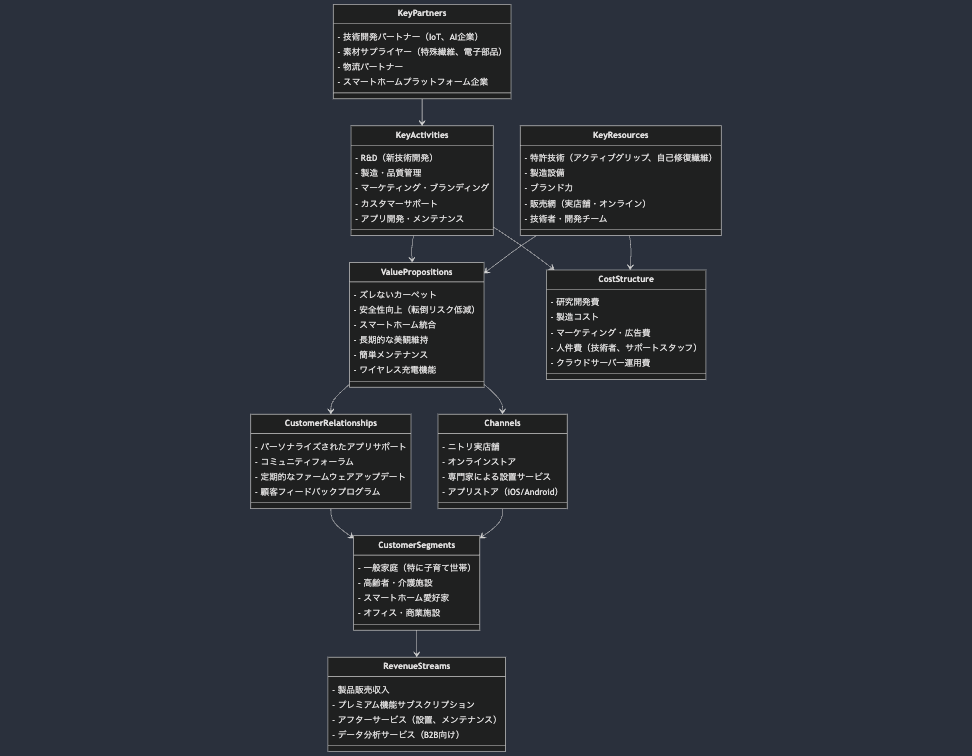 KeyPartners
- 技術開発パートナー（IoT、AI企業）
- 素材サプライヤー（特殊繊維、電子部品）
- 物流パートナー
- スマートホームプラットフォーム企業
KeyActivities
- R&D（新技術開発）
- 製造・品質管理
- マーケティング・ブランディング
- カスタマーサポート
- アプリ開発・メンテナンス
KeyResources
- 特許技術（アクティブグリップ、自己修復繊維）
- 製造設備
- ブランド力
- 販売網（実店舗・オンライン）
- 技術者・開発チーム
ValuePropositions
- ズレないカーペット
- 安全性向上（転倒リスク低減）
- スマートホーム統合
- 長期的な美観維持
- 簡単メンテナンス
- ワイヤレス充電機能
CostStructure
- 研究開発費
- 製造コスト
- マーケティング・広告費
- 人件費（技術者、サポートスタッフ）
- クラウドサーバー運用費
CustomerRelationships
- パーソナライズされたアプリサポート
- コミュニティフォーラム
- 定期的なファームウェアアップデート
- 顧客フィードバックプログラム
Channels
- ニトリ実店舗
- オンラインストア
- 専門家による設置サービス
- アプリストア（iOS/Android）
CustomerSegments
- 一般家庭（特に子育て世帯）
- 高齢者・介護施設
- スマートホーム愛好家
- オフィス・商業施設
RevenueStreams
- 製品販売収入
- プレミアム機能サブスクリプション
- アフターサービス（設置、メンテナンス）
- データ分析サービス（B2B向け）